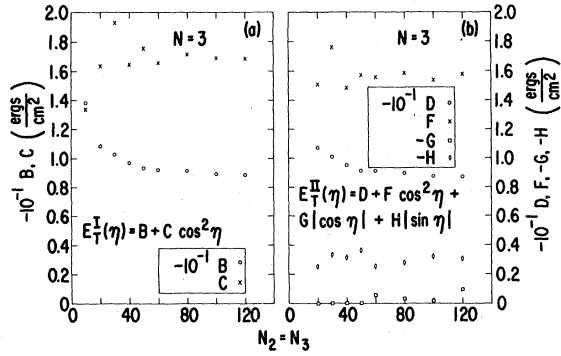 N=3 (a)
2.0
1.8
1.6
1.4
1.2
1.0
0.8
0.6
0.4
0.2
0
-10⁻¹ B, C (ergs/cm²)
E_T^I(η)=B+C cos²η
-10⁻¹ B ○
C ×
0 40 80 120
N=3 (b)
-10⁻¹ D ○
F ×
-G □
-H ◊
E_T^II(η)=D+F cos²η +
G|cos η| + H|sin η|
0 40 80 120
2.0
1.8
1.6
1.4
1.2
1.0
0.8
0.6
0.4
0.2
0
-10⁻¹ D, F, -G, -H (ergs/cm²)
N₂=N₃